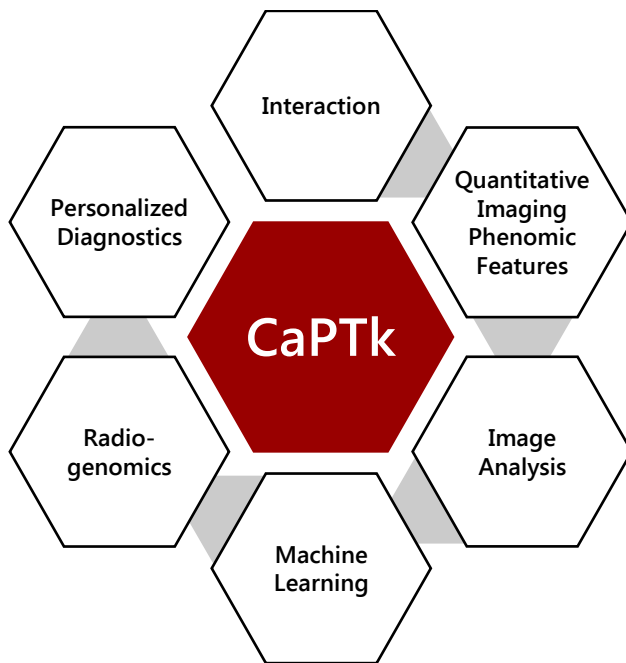 Interaction
Quantitative
Imaging
Phenomic
Features
Personalized
Diagnostics
CaPTk
Radio-
genomics
Image
Analysis
Machine
Learning